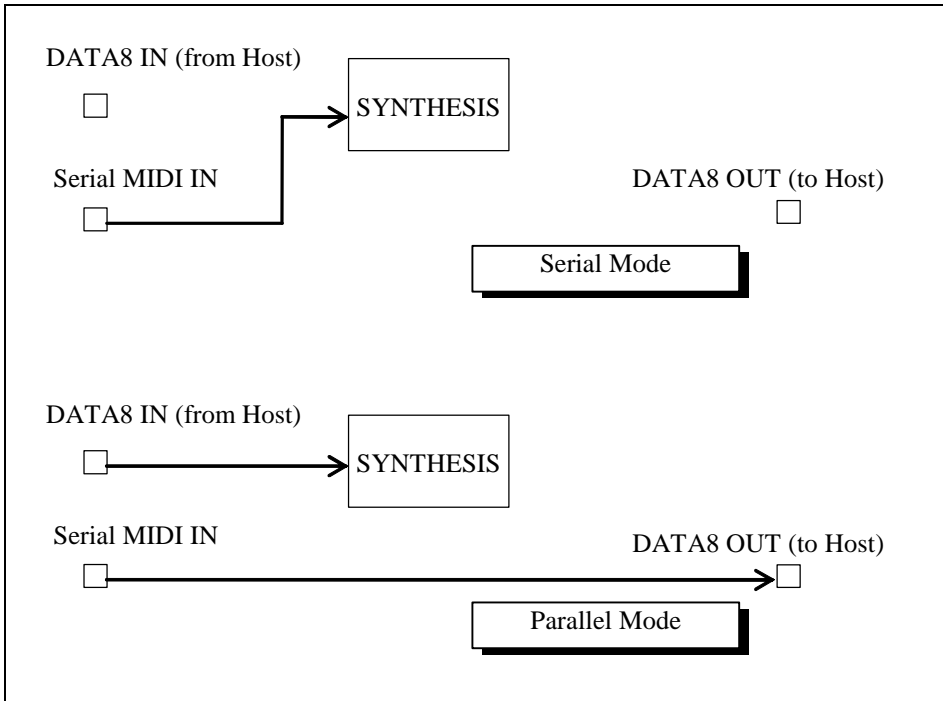 DATA8 IN (from Host)
SYNTHESIS
Serial MIDI IN
DATA8 OUT (to Host)
Serial Mode
DATA8 IN (from Host)
SYNTHESIS
Serial MIDI IN
DATA8 OUT (to Host)
Parallel Mode